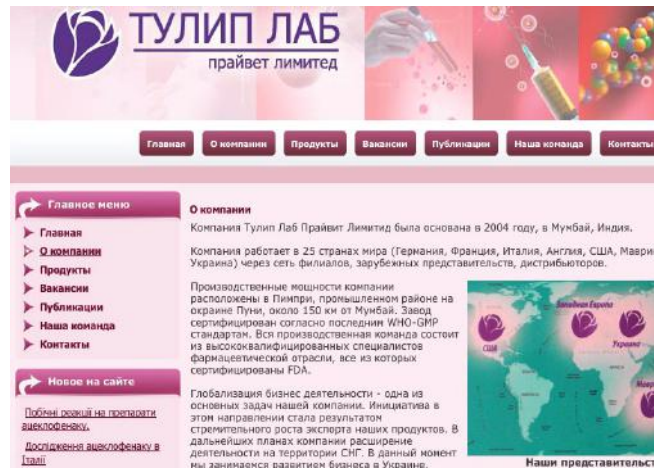 ТУЛИП ЛАБ
прайвет лимитед
Главная О компании Продукты Вакансии Публикации Наша команда Контакты
Главное меню
Главная
О компании
Продукты
Вакансии
Публикации
Наша команда
Контакты
Новое на сайте
Побічні реакції на препарати
ацеклофенаку.
Дослідження ацеклофенаку в
Італії
О компании
Компания Тулип Лаб Прайвит Лимитид была основана в 2004 году, в Мумбай, Индия.
Компания работает в 25 странах мира (Германия, Франция, Италия, Англия, США,
Украина) через сеть филиалов, зарубежных представительств, дистрибьюторов.
Производственные мощности компании
расположены в Пимпри, промышленном районе на
окраине Пуни, около 150 км от Мумбай. Завод
сертифицирован согласно последним WHO-GMP
стандартам. Вся производственная команда состоит
из высококвалифицированных специалистов
фармацевтической отрасли, все из которых
сертифицированы FDA.
Глобализация бизнес деятельности - одна из
основных задач нашей компании. Инициатива в
этом направлении стала результатом
стремительного роста экспорта наших продуктов. В
дальнейших планах компании расширение
деятельности на территории СНГ. В данный момент
мы занимаемся развитием бизнеса в Украине.
Западная Европа
США
Украина
Наши